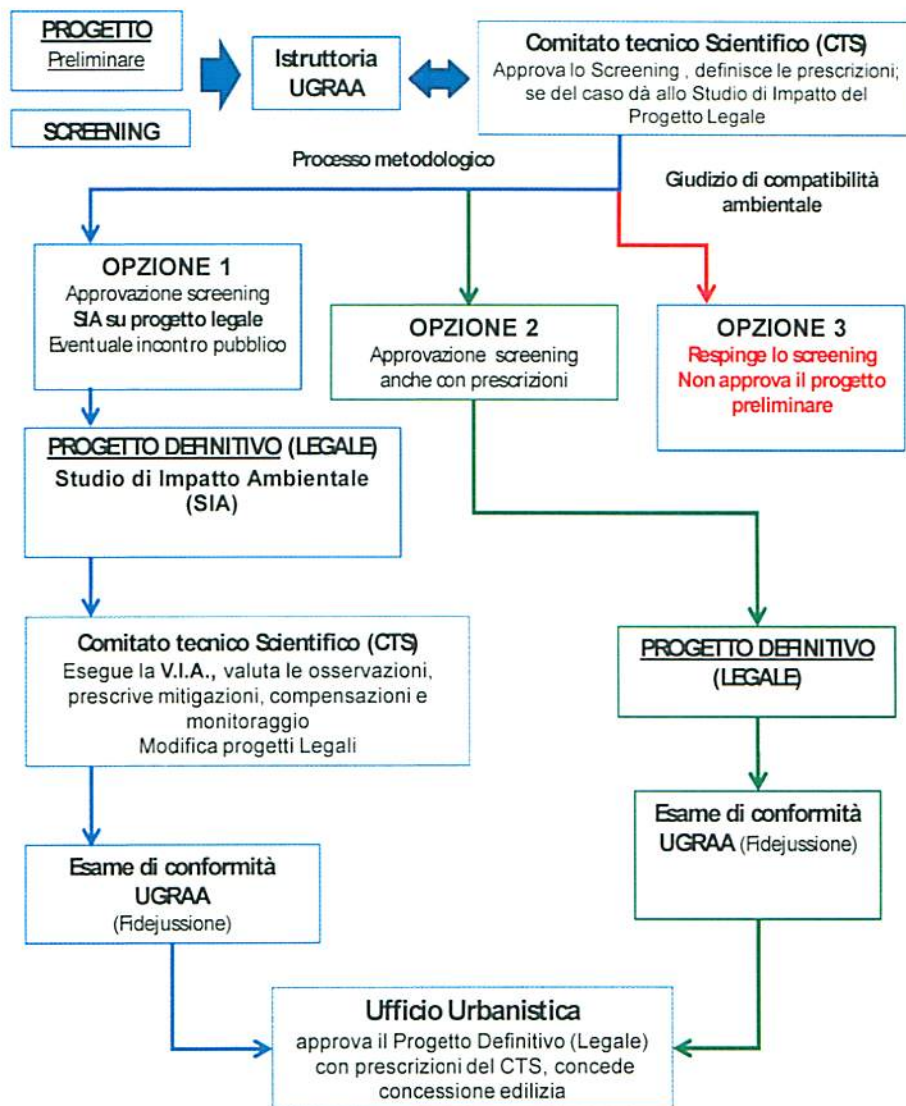 PROGETTO
Preliminare
SCREENING
Istruttoria
UGRAA
Comitato tecnico Scientifico (CTS)
Approva lo Screening , definisce le prescrizioni;
se del caso dà allo Studio di Impatto del
Progetto Legale
Processo metodologico
Giudizio di compatibilità
ambientale
OPZIONE 1
Approvazione screening
SIA su progetto legale
Eventuale incontro pubblico
OPZIONE 2
Approvazione screening
anche con prescrizioni
OPZIONE 3
Respinge lo screening
Non approva il progetto
preliminare
PROGETTO DEFINITIVO (LEGALE)
Studio di Impatto Ambientale
(SIA)
Comitato tecnico Scientifico (CTS)
Esegue la V.I.A., valuta le osservazioni,
prescrive mitigazioni, compensazioni e
monitoraggio
Modifica progetti Legali
PROGETTO DEFINITIVO
(LEGALE)
Esame di conformità
UGRAA
(Fidejussione)
Esame di conformità
UGRAA (Fidejussione)
Ufficio Urbanistica
approva il Progetto Definitivo (Legale)
con prescrizioni del CTS, concede
concessione edilizia